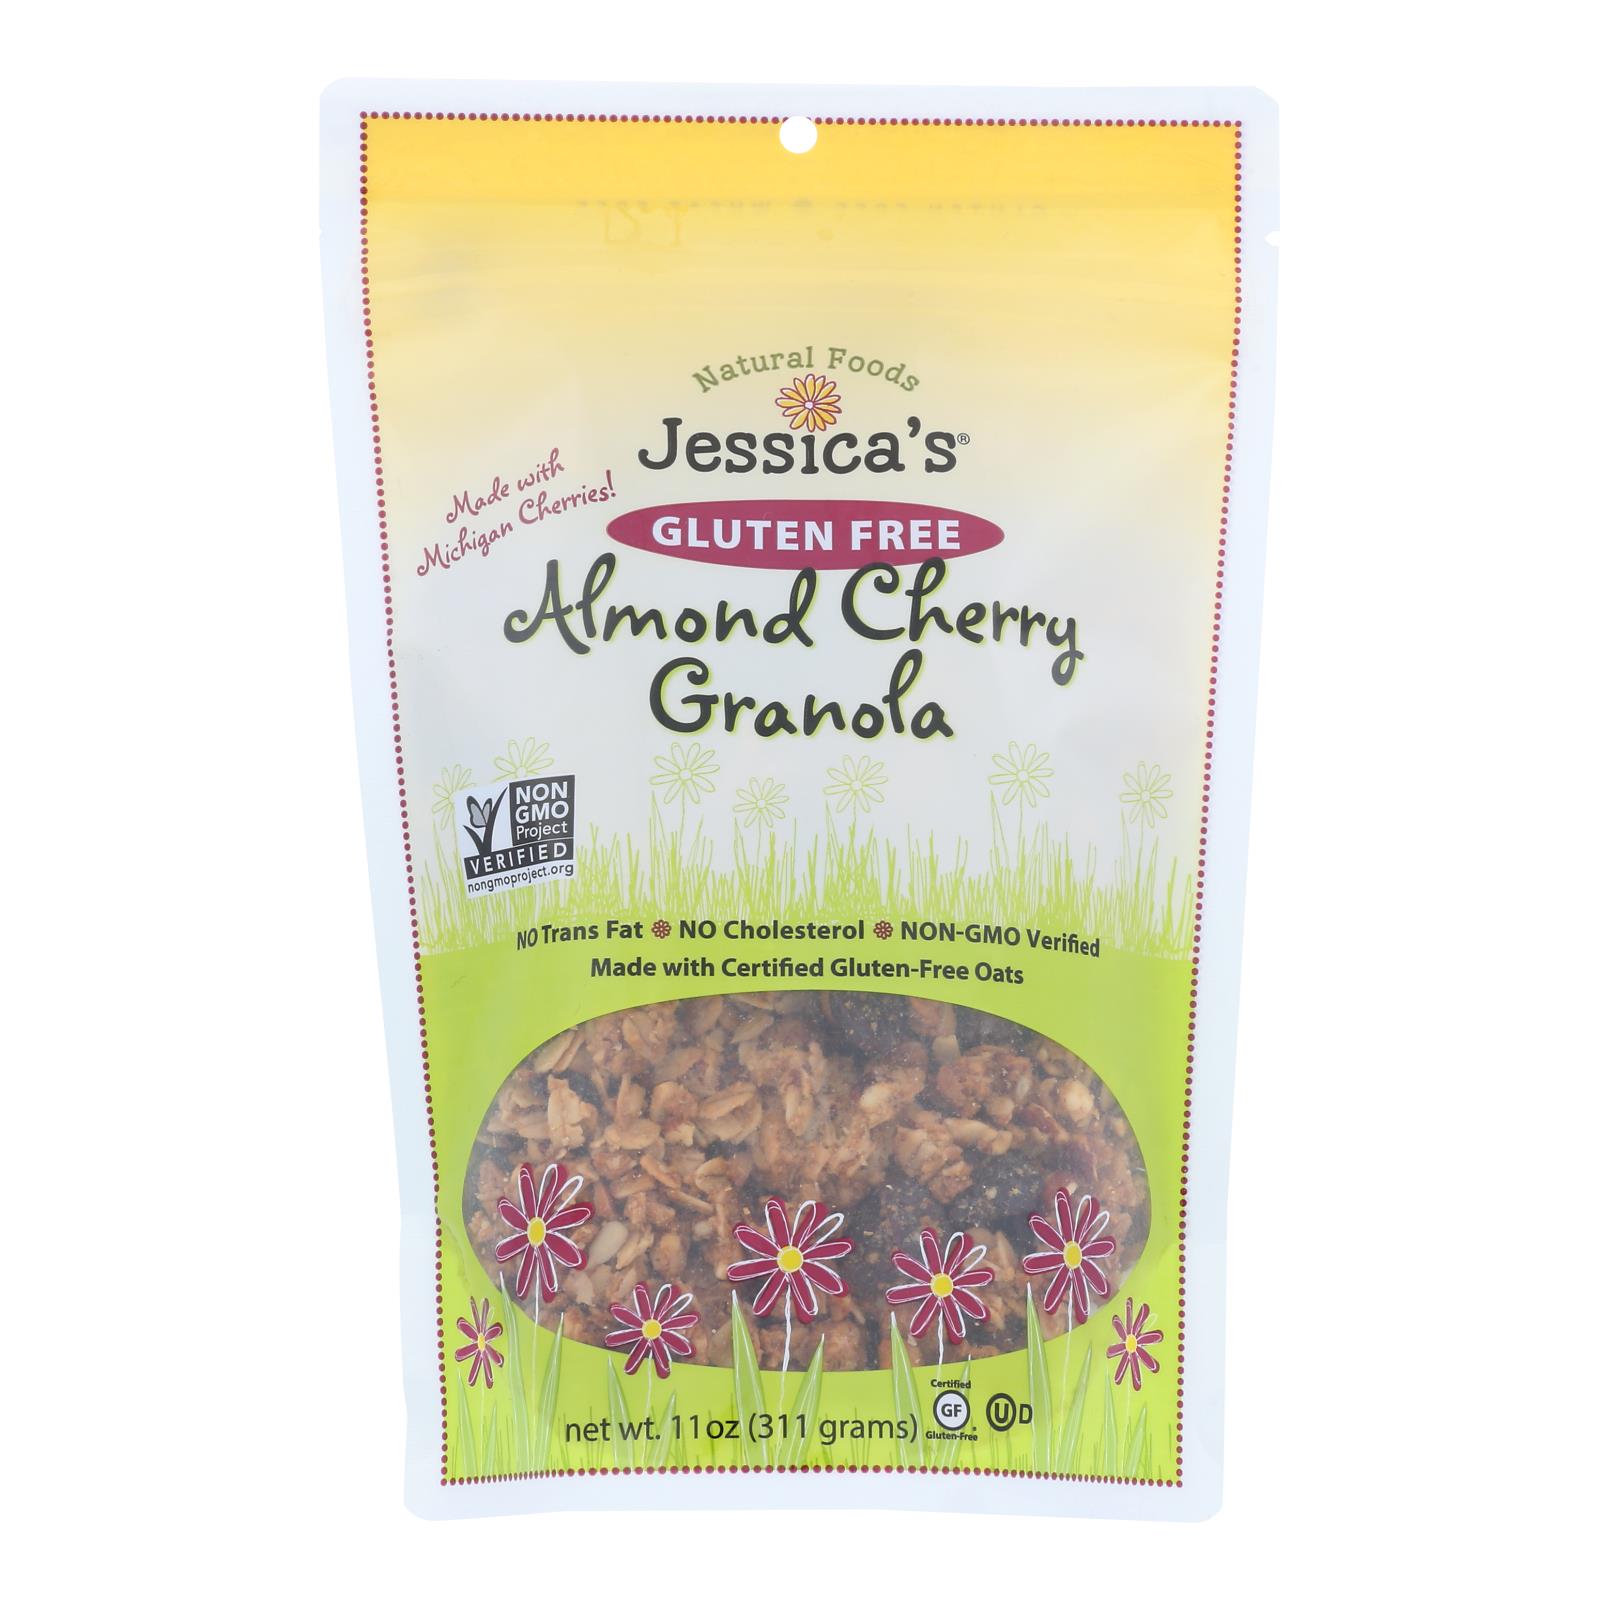 Natural Foods
Jessica's®
Made with
Michigan Cherries!
GLUTEN FREE
Almond Cherry
Granola
NON
GMO
Project
VERIFIED
nongmoproject.org
NO Trans Fat NO Cholesterol NON-GMO Verified
Made with Certified Gluten-Free Oats
net wt. 11oz (311 grams)
Certified
GF
Gluten-Free
U D